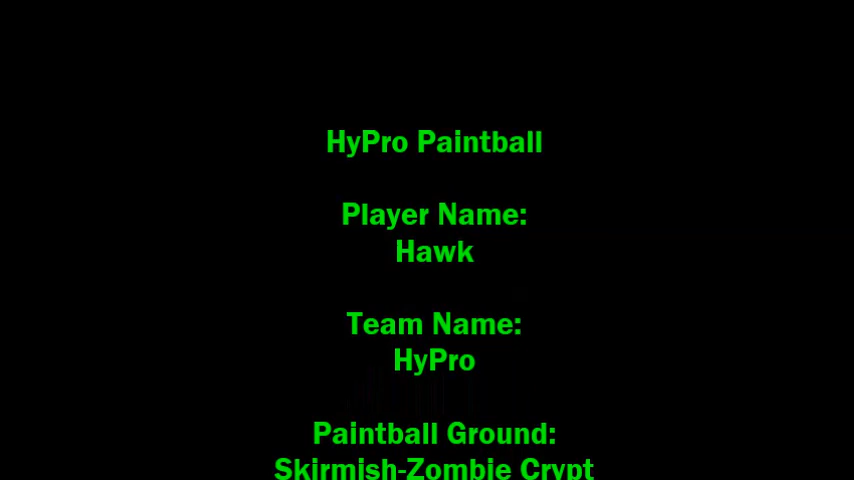 HyPro Paintball
Player Name:
Hawk
Team Name:
HyPro
Paintball Ground:
Skirmish-Zombie Crypt